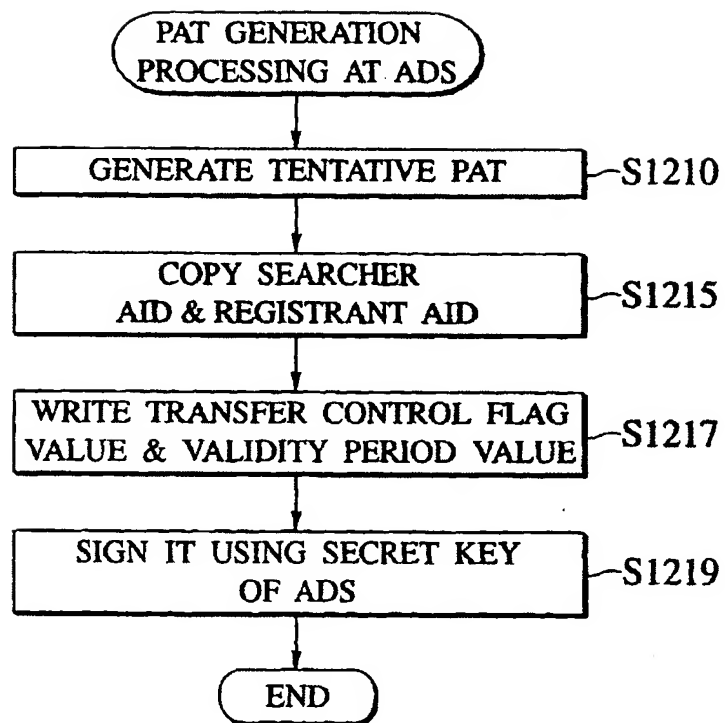 PAT GENERATION
PROCESSING AT ADS
GENERATE TENTATIVE PAT
S1210
COPY SEARCHER
AID & REGISTRANT AID
S1215
WRITE TRANSFER CONTROL FLAG
VALUE & VALIDITY PERIOD VALUE
S1217
SIGN IT USING SECRET KEY
OF ADS
S1219
END